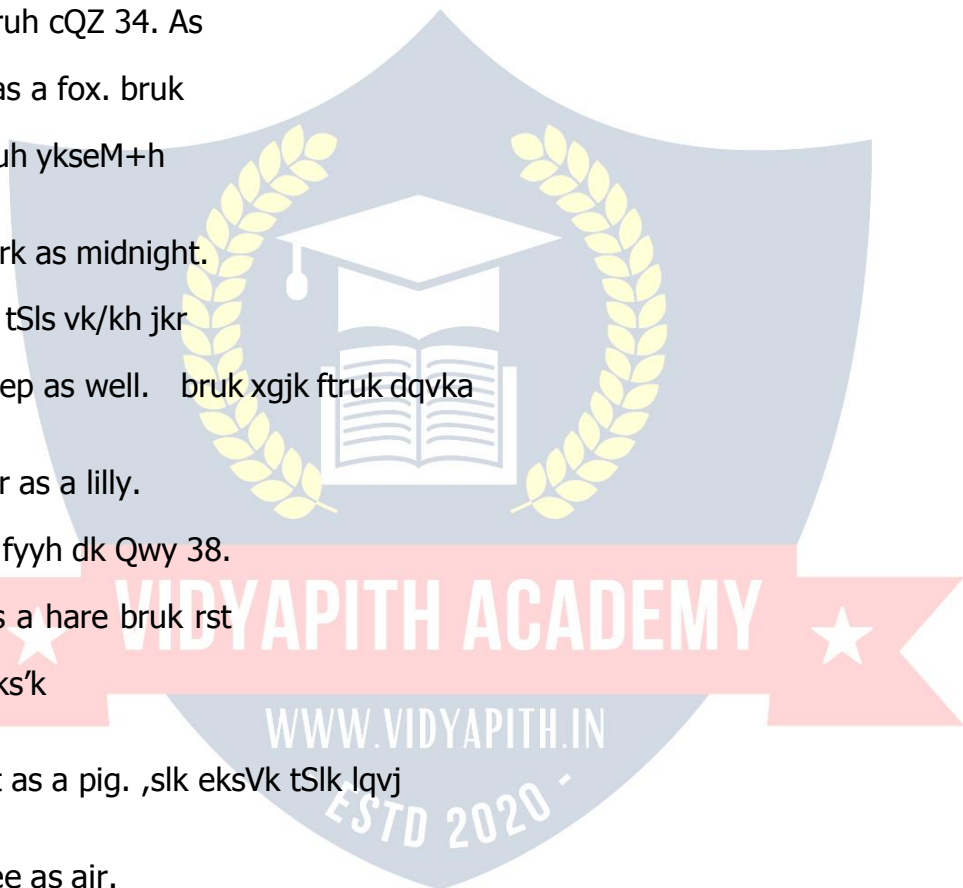 ruh cQZ 34. As
as a fox. bruk
uh ykseM+h
rk as midnight.
tSls vk/kh jkr
ep as well. bruk xgjk ftruk dqvka
r as a lilly.
fyyh dk Qwy 38.
s a hare bruk rst
ks’k
VIDYAPITH ACADEMY
WWW.VIDYAPITH.IN
t as a pig. ,slk eksVk tSlk lqvj
ESTD 2020
ee as air.